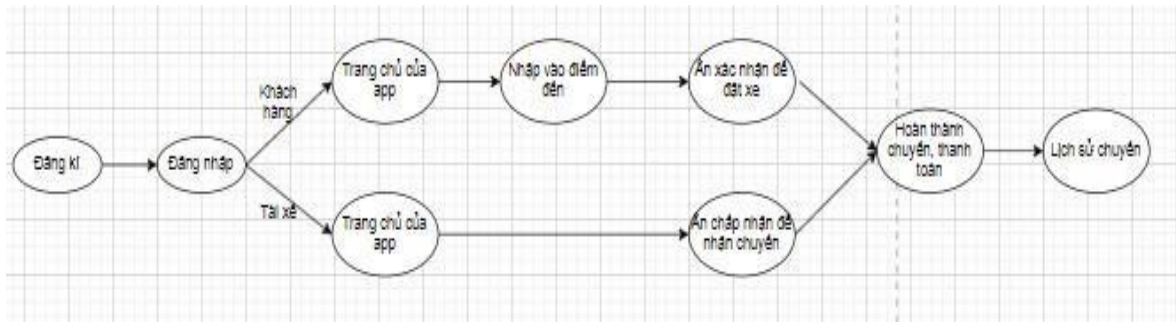 Đăng kí
Đăng nhập
Khách
hàng
Trang chủ của
app
Nhập vào điểm
đến
Ấn xác nhận để
đặt xe
Tài xế
Trang chủ của
app
Ấn chấp nhận để
nhận chuyến
Hoàn thành
chuyến, thanh
toán
Lịch sử chuyến